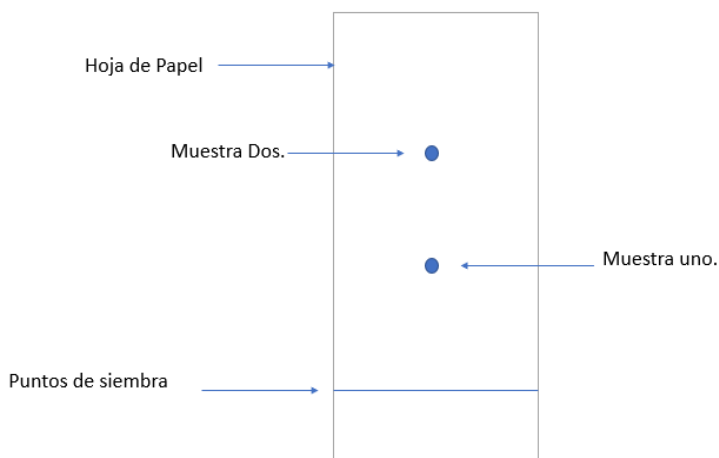 Hoja de Papel
Muestra Dos.
Muestra uno.
Puntos de siembra